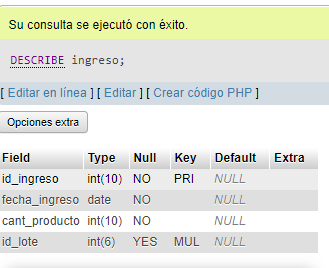 Su consulta se ejecutó con éxito.
DESCRIBE ingreso;
[ Editar en línea ] [ Editar ] [ Crear código PHP ]
Opciones extra
Field Type Null Key Default Extra
id_ingreso int(10) NO PRI NULL
fecha_ingreso date NO NULL
cant_producto int(10) NO NULL
id_lote int(6) YES MUL NULL